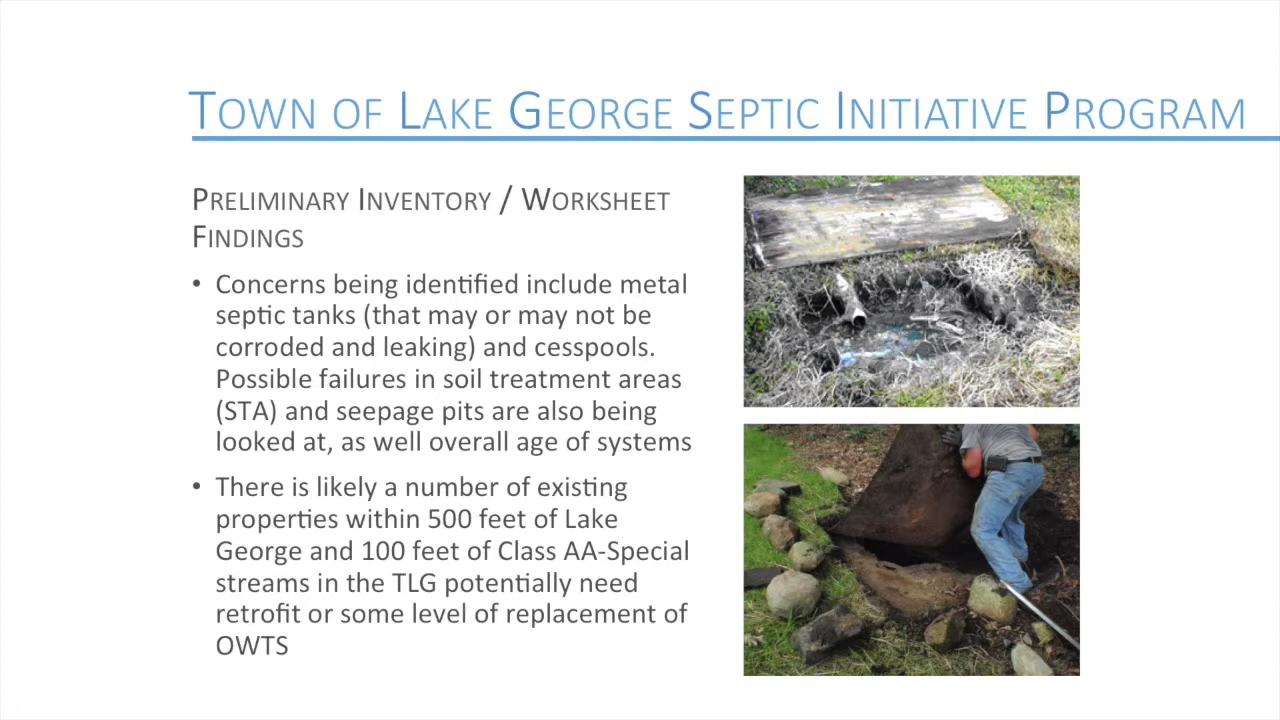 TOWN OF LAKE GEORGE SEPTIC INITIATIVE PROGRAM
PRELIMINARY INVENTORY / WORKSHEET
FINDINGS
• Concerns being identified include metal
septic tanks (that may or may not be
corroded and leaking) and cesspools.
Possible failures in soil treatment areas
(STA) and seepage pits are also being
looked at, as well overall age of systems
• There is likely a number of existing
properties within 500 feet of Lake
George and 100 feet of Class AA-Special
streams in the TLG potentially need
retrofit or some level of replacement of
OWTS